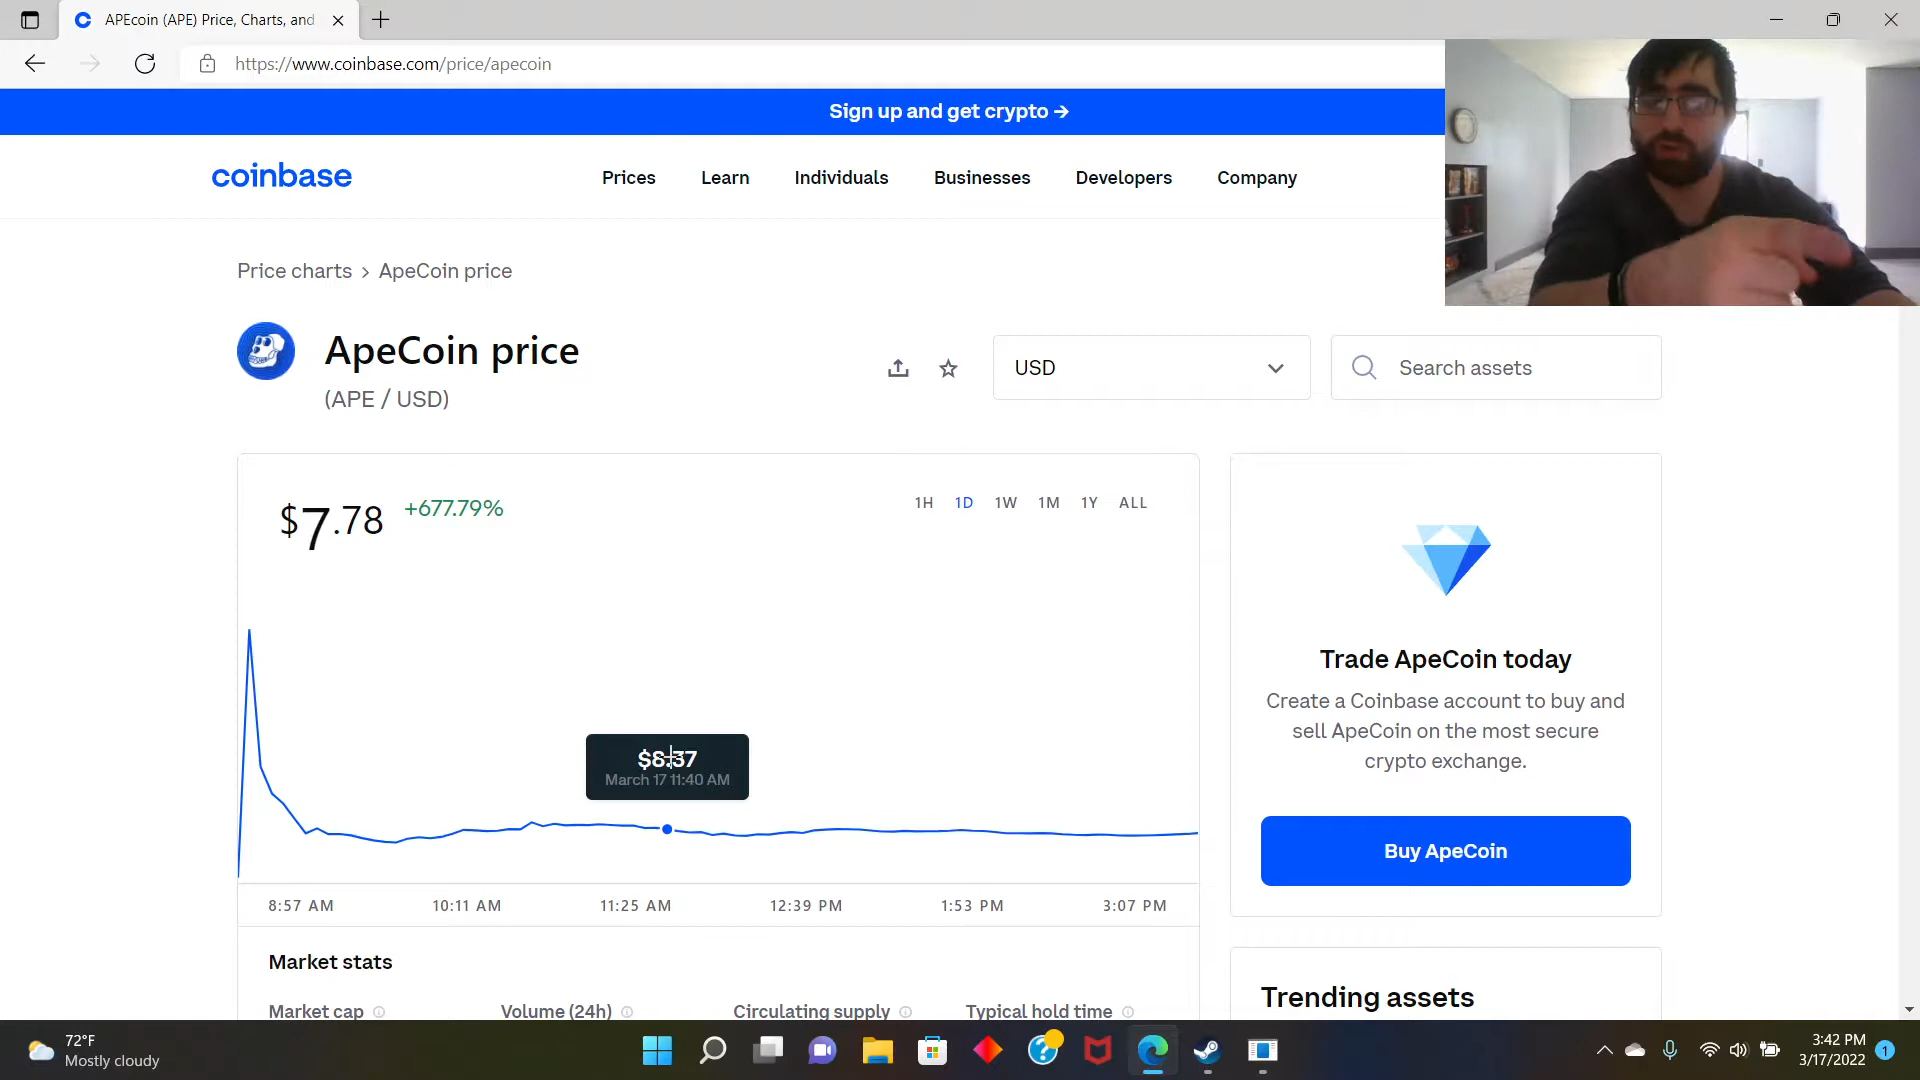 APEcoin (APE) Price, Charts, and
https://www.coinbase.com/price/apecoin
Sign up and get crypto →
coinbase
Prices
Learn
Individuals
Businesses
Developers
Company
Price charts > ApeCoin price
ApeCoin price
(APE / USD)
USD
Search assets
$7.78
+677.79%
1H
1D
1W
1M
1Y
ALL
$8.37
March 17 11:40 AM
8:57 AM
10:11 AM
11:25 AM
12:39 PM
1:53 PM
3:07 PM
Market stats
Market cap
Volume (24h)
Circulating supply
Typical hold time
Trade ApeCoin today
Create a Coinbase account to buy and
sell ApeCoin on the most secure
crypto exchange.
Buy ApeCoin
Trending assets
72°F
Mostly cloudy
3:42 PM
3/17/2022
1